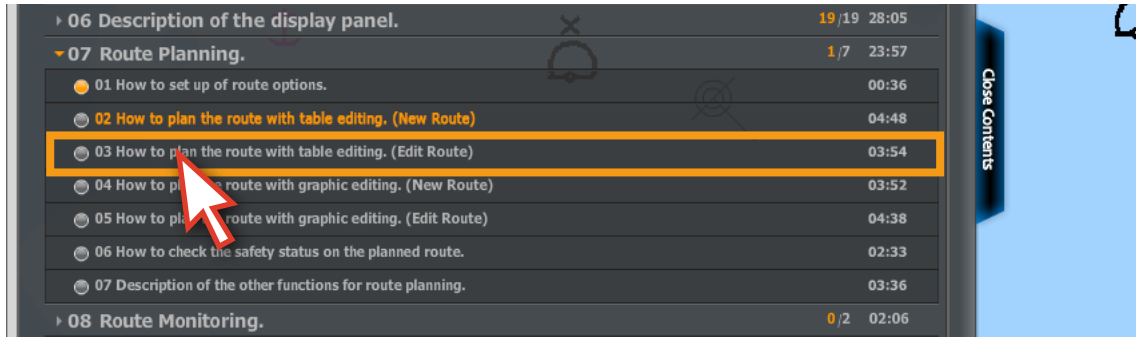 06 Description of the display panel. 19/19 28:05
07 Route Planning. 1/7 23:57
01 How to set up of route options. 00:36
02 How to plan the route with table editing. (New Route) 04:48
03 How to plan the route with table editing. (Edit Route) 03:54
04 How to plan the route with graphic editing. (New Route) 03:52
05 How to plan the route with graphic editing. (Edit Route) 04:38
06 How to check the safety status on the planned route. 02:33
07 Description of the other functions for route planning. 03:36
08 Route Monitoring. 0/2 02:06
Close Contents